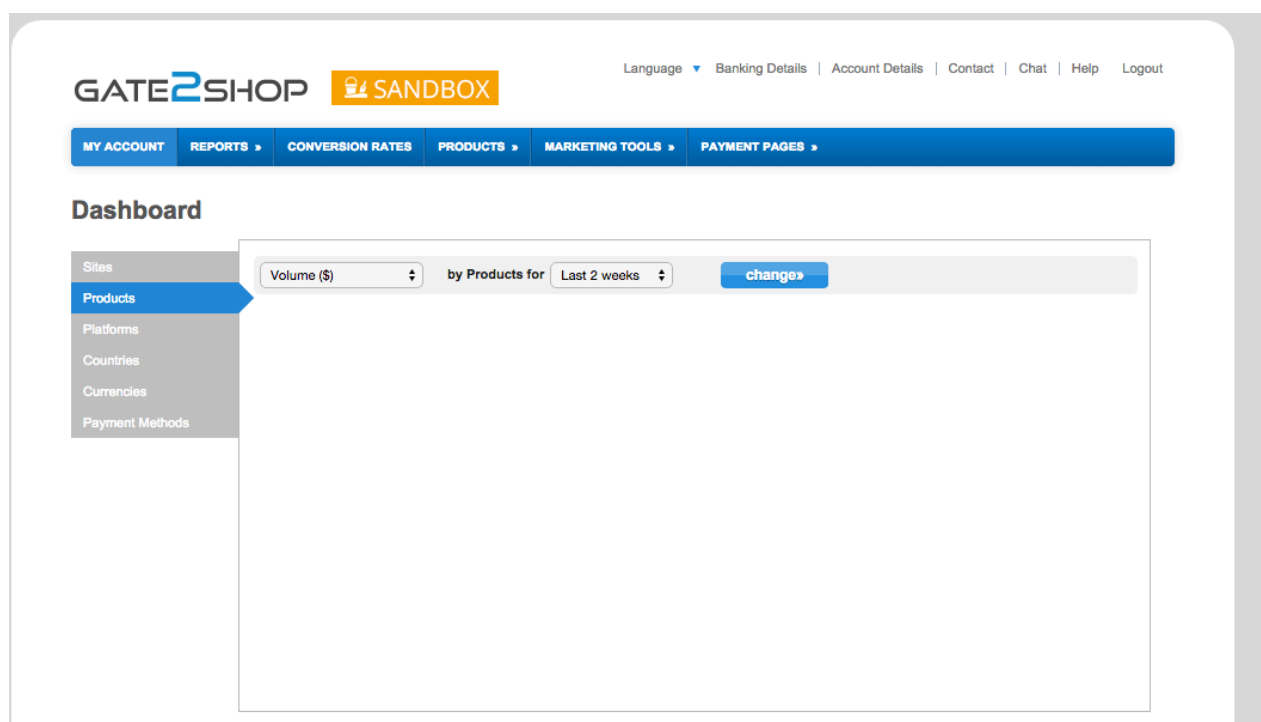 Language ▼ Banking Details | Account Details | Contact | Chat | Help Logout
GATE2SHOP SANDBOX
MY ACCOUNT REPORTS » CONVERSION RATES PRODUCTS » MARKETING TOOLS » PAYMENT PAGES »
Dashboard
Sites
Volume ($) by Products for Last 2 weeks change»
Products
Platforms
Countries
Currencies
Payment Methods